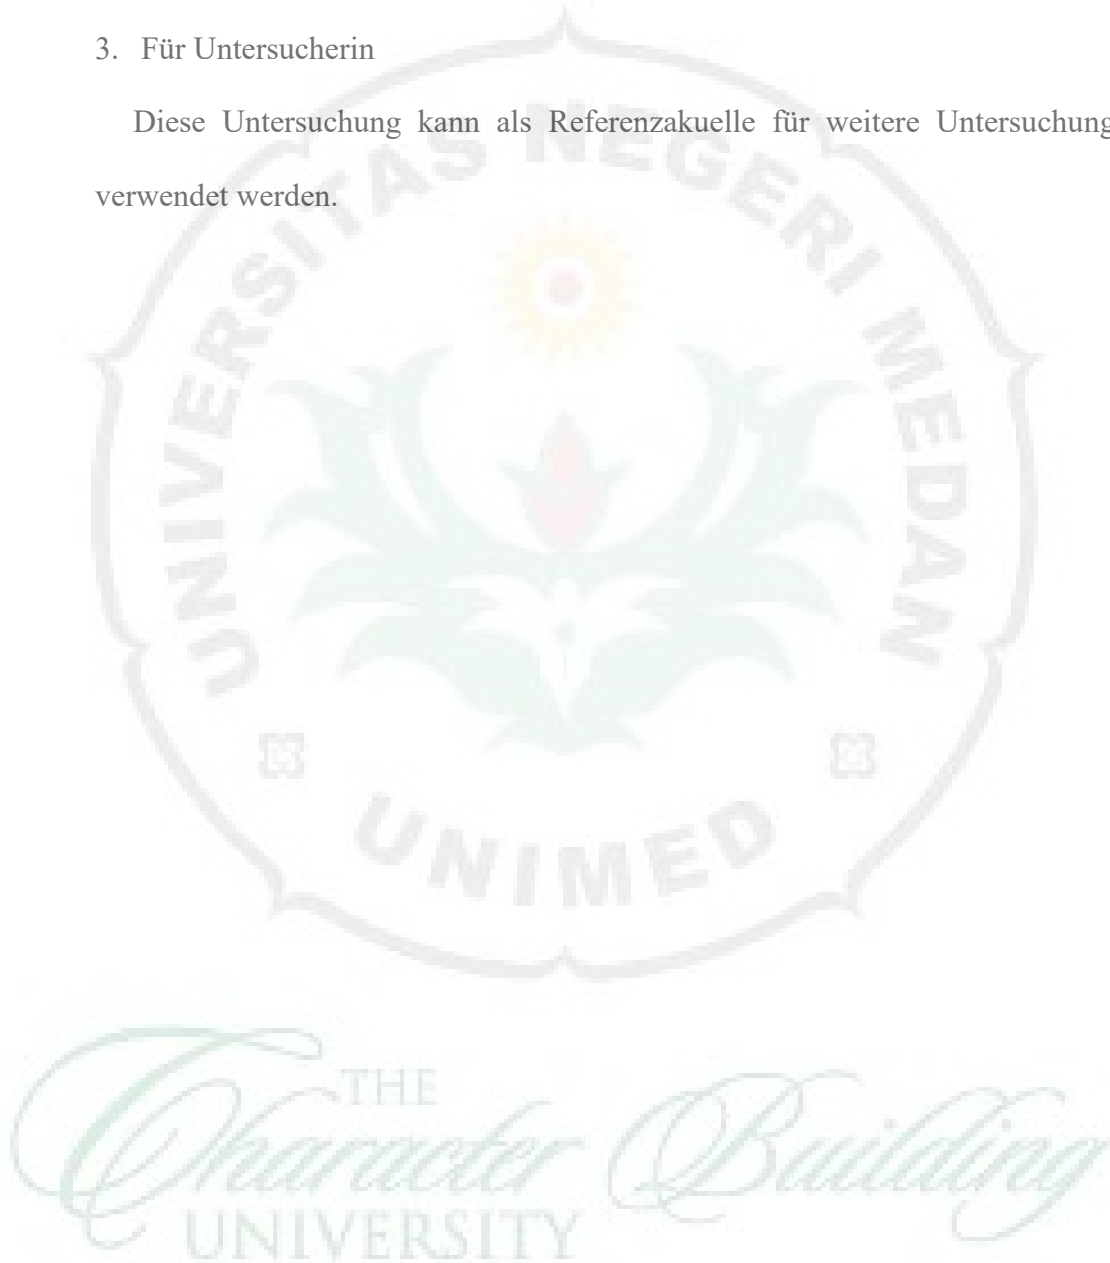 3. Für Untersucherin
Diese Untersuchung kann als Referenzakuelle für weitere Untersuchung
verwendet werden.
UNIVERSITAS NEGERI MEDAN
UNIMED
THE
Character Building
UNIVERSITY